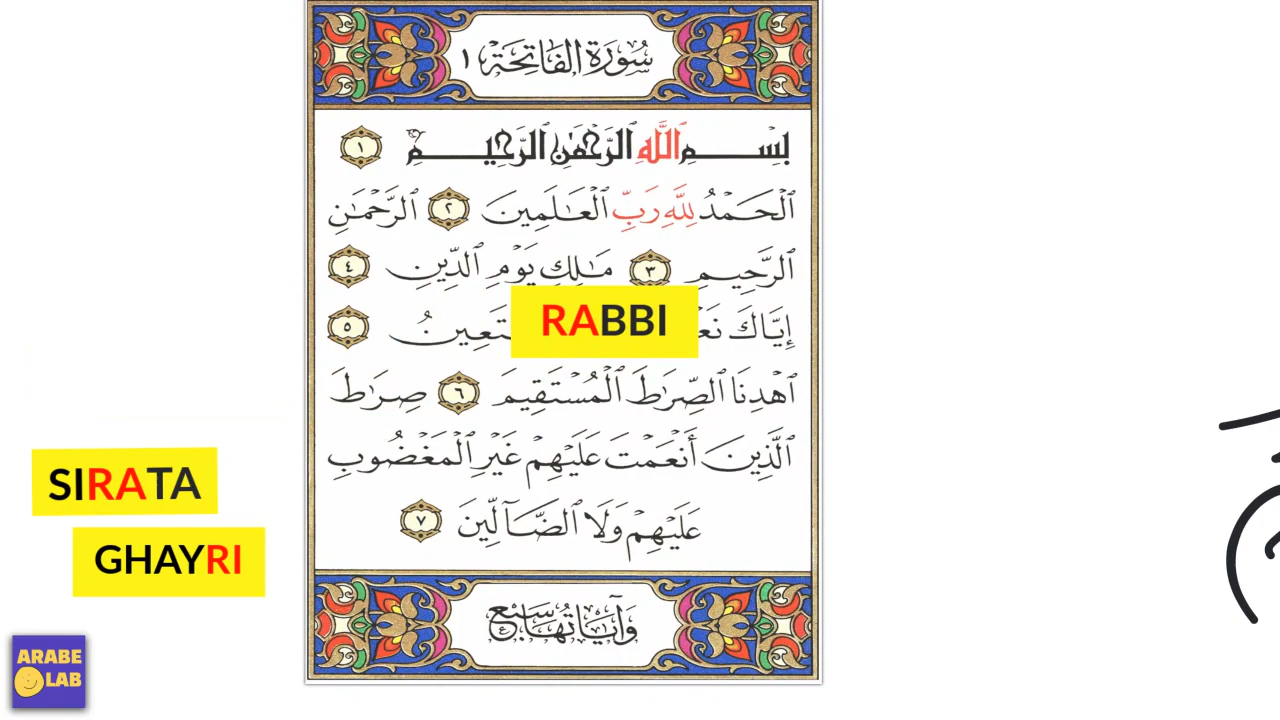 سُورَةُ الْفَاتِحَةِ ١
بِسْمِ ٱللَّهِ ٱلرَّحْمَٰنِ ٱلرَّحِيمِ ١
ٱلْحَمْدُ لِلَّهِ رَبِّ ٱلْعَٰلَمِينَ ٢ ٱلرَّحْمَٰنِ
ٱلرَّحِيمِ ٣ مَٰلِكِ يَوْمِ ٱلدِّينِ ٤
إِيَّاكَ
RABBI
٥
ٱهْدِنَا ٱلصِّرَٰطَ ٱلْمُسْتَقِيمَ ٦ صِرَٰطَ
ٱلَّذِينَ أَنْعَمْتَ عَلَيْهِمْ غَيْرِ ٱلْمَغْضُوبِ
عَلَيْهِمْ وَلَا ٱلضَّآلِّينَ ٧
وَآيَاتُهَا سَبْعٌ
SIRATA
GHAYRI
ARABE
LAB